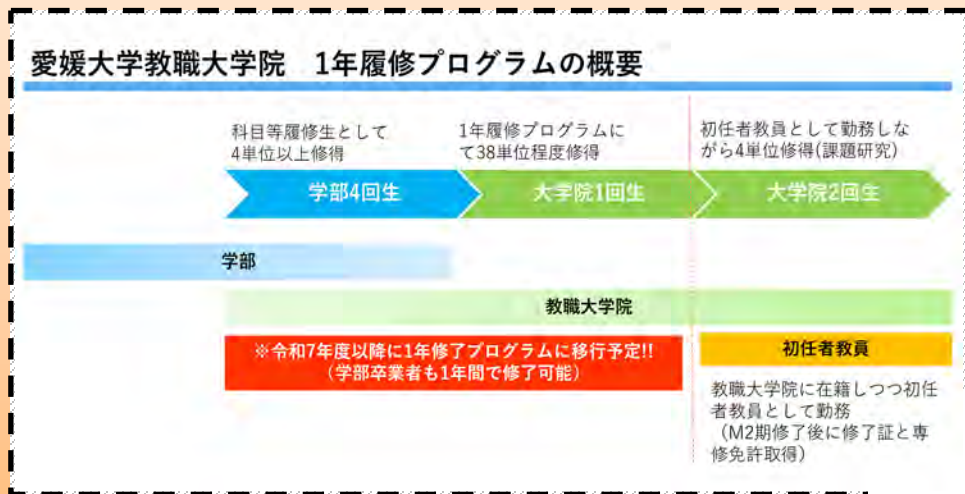 愛媛大学教職大学院　1年履修プログラムの概要
科目等履修生として
4単位以上修得
1年履修プログラムに
て38単位程度修得
初任者教員として勤務しな
がら4単位修得(課題研究)
学部4回生
大学院1回生
大学院2回生
学部
教職大学院
※令和7年度以降に1年修了プログラムに移行予定!!
（学部卒業者も1年間で修了可能）
初任者教員
教職大学院に在籍しつつ初任
者教員として勤務
（M2期修了後に修了証と専
修免許取得）